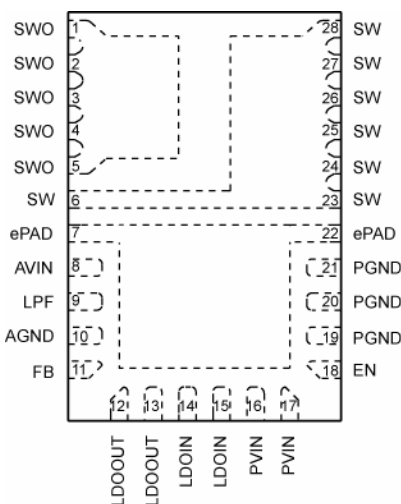 SWO 1 28 SW
SWO 2 27 SW
SWO 3 26 SW
SWO 4 25 SW
SWO 5 24 SW
SW 6 23 SW
ePAD 7 22 ePAD
AVIN 8 21 PGND
LPF 9 20 PGND
AGND 10 19 PGND
FB 11 18 EN
12 13 14 15 16 17
LDOOUT LDOOUT LDOIN LDOIN PVIN PVIN